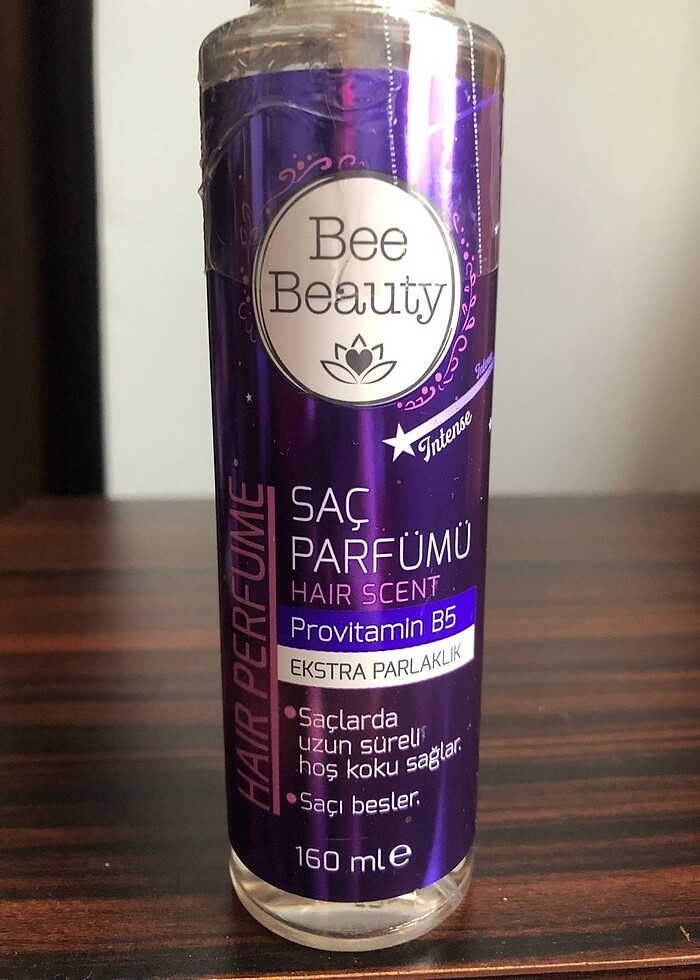 Bee
Beauty
Intense
Intense
HAIR PERFUME
SAÇ
PARFÜMÜ
HAIR SCENT
Provitamin B5
EKSTRA PARLAKLIK
•Saçlarda
uzun süreli
hoş koku sağlar.
•Saçı besler.
160 ml e